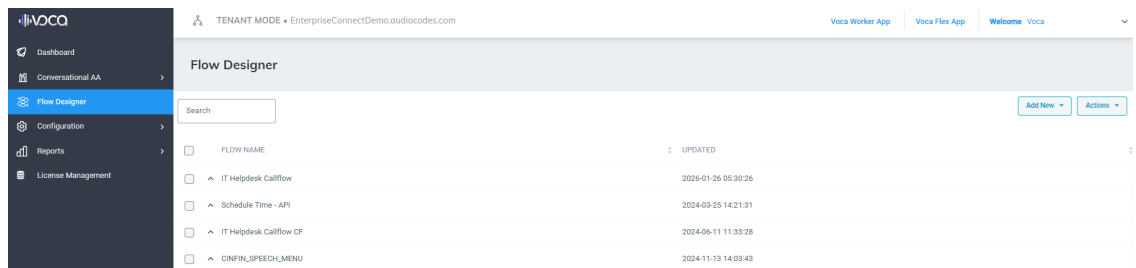 VOCA
TENANT MODE • EnterpriseConnectDemo.audiocodes.com
Voca Worker App
Voca Flex App
Welcome Voca
Dashboard
Conversational AA
Flow Designer
Configuration
Reports
License Management
Flow Designer
Search
Add New
Actions
FLOW NAME UPDATED
IT Helpdesk Callflow 2026-01-26 05:30:26
Schedule Time - API 2024-03-25 14:21:31
IT Helpdesk Callflow CF 2024-06-11 11:33:28
CINFIN_SPEECH_MENU 2024-11-13 14:03:43